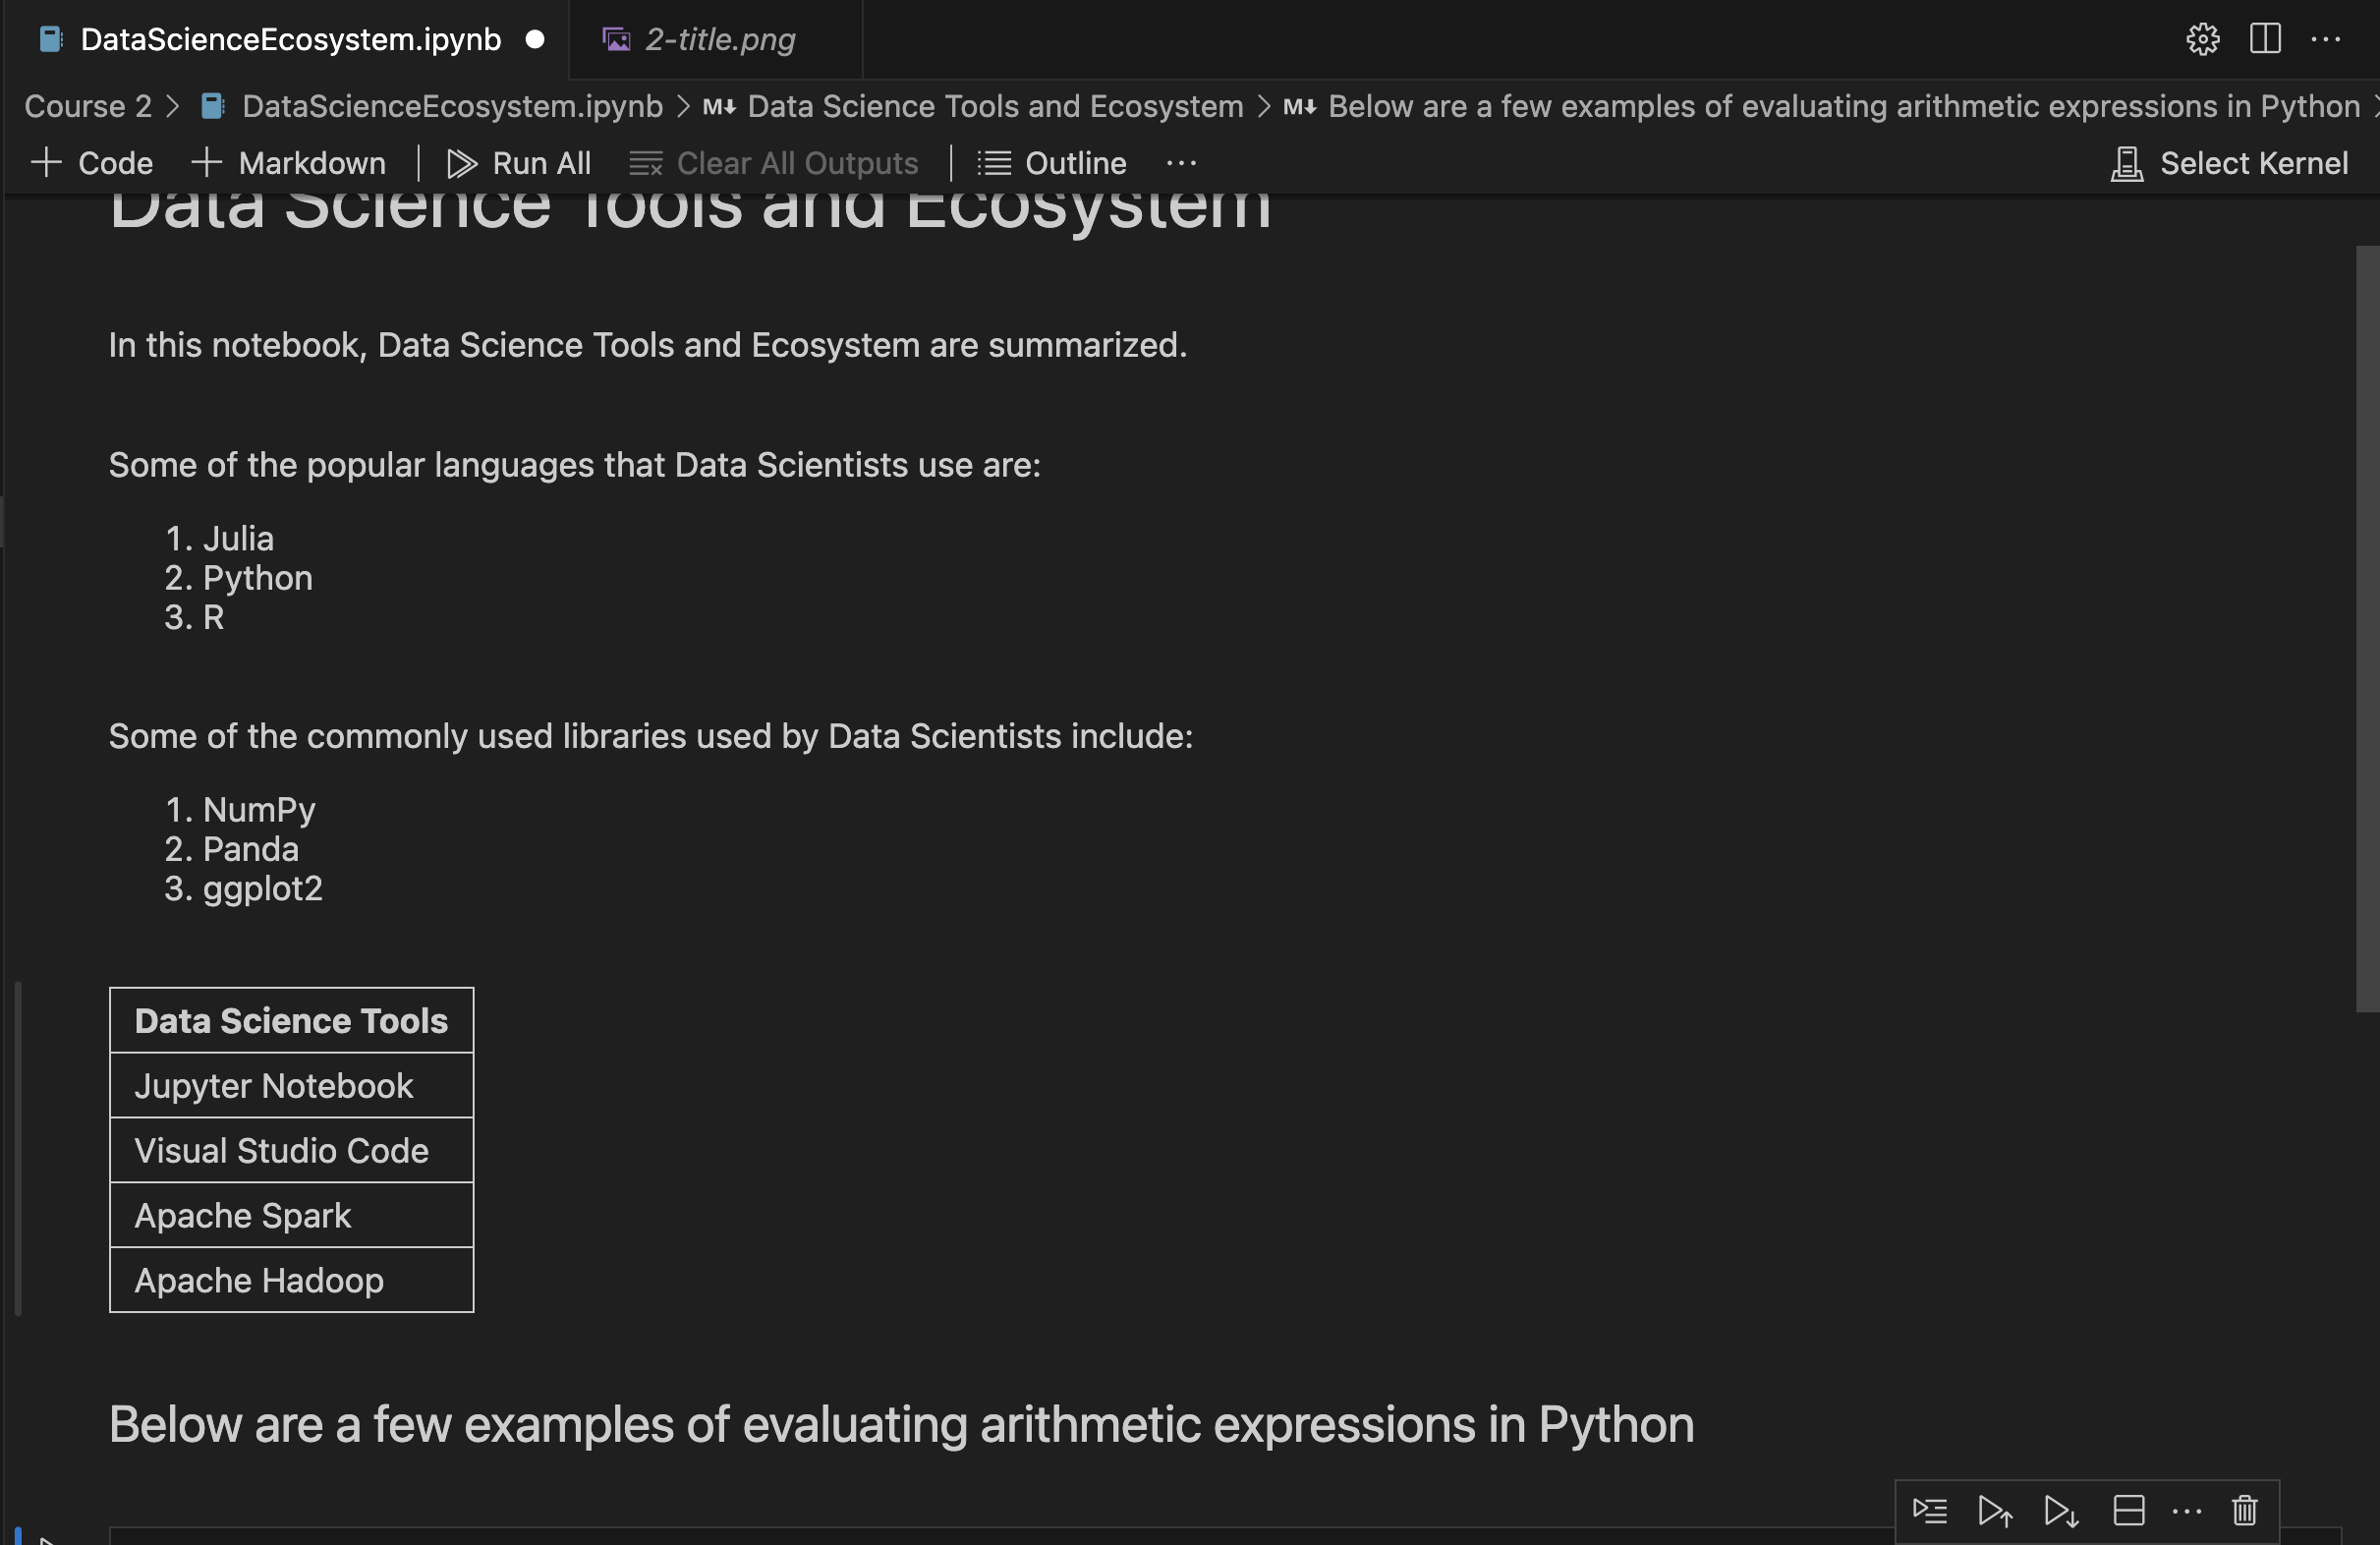 DataScienceEcosystem.ipynb
2-title.png
Course 2 > DataScienceEcosystem.ipynb > M↓ Data Science Tools and Ecosystem > M↓ Below are a few examples of evaluating arithmetic expressions in Python >
+ Code + Markdown | Run All Clear All Outputs | Outline ... Select Kernel
Data Science Tools and Ecosystem
In this notebook, Data Science Tools and Ecosystem are summarized.
Some of the popular languages that Data Scientists use are:
1. Julia
2. Python
3. R
Some of the commonly used libraries used by Data Scientists include:
1. NumPy
2. Panda
3. ggplot2
Data Science Tools
Jupyter Notebook
Visual Studio Code
Apache Spark
Apache Hadoop
Below are a few examples of evaluating arithmetic expressions in Python